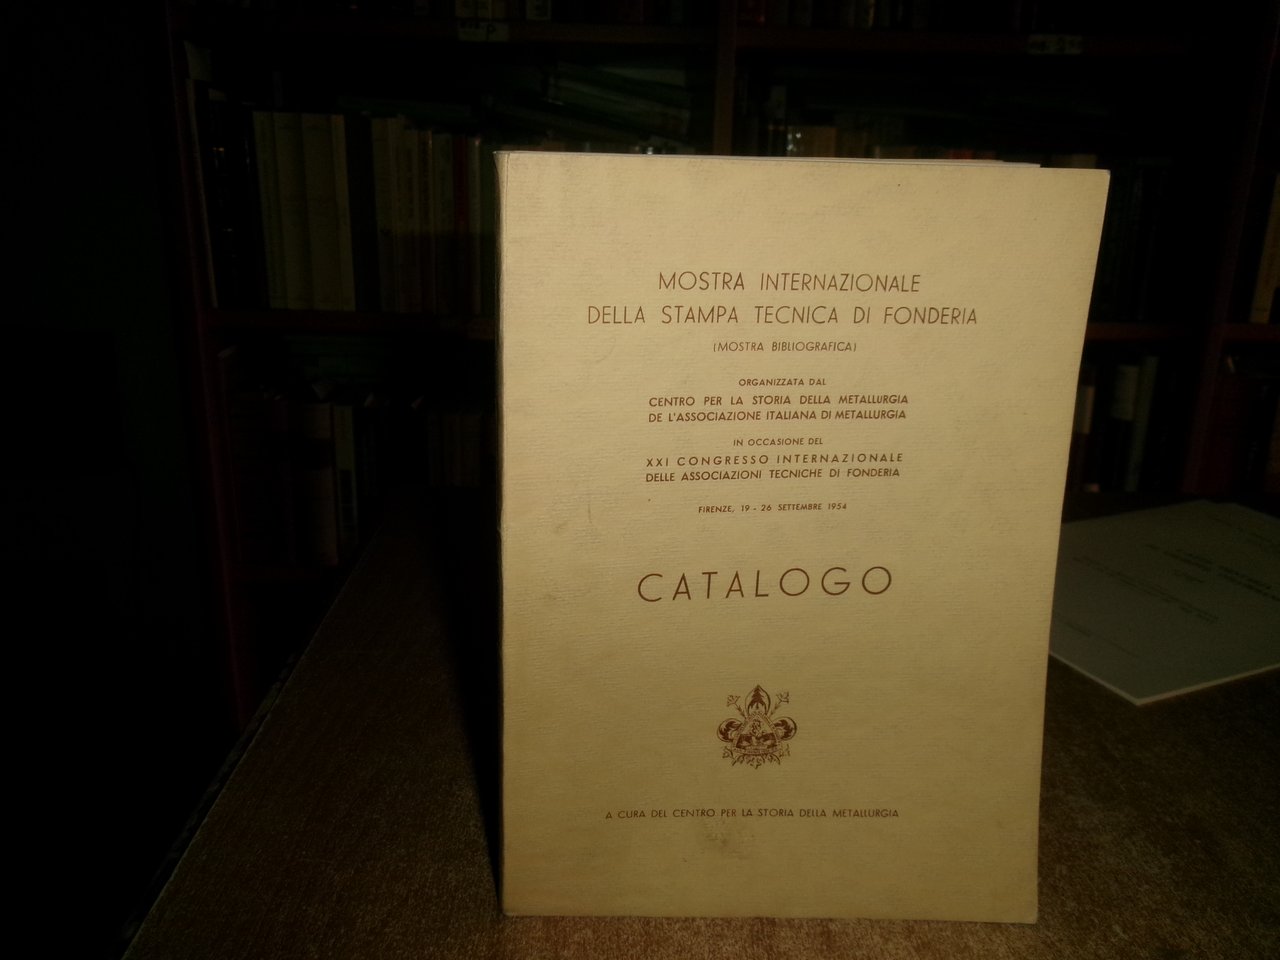 MOSTRA INTERNAZIONALE
DELLA STAMPA TECNICA DI FONDERIA
(MOSTRA BIBLIOGRAFICA)
ORGANIZZATA DAL
CENTRO PER LA STORIA DELLA METALLURGIA
DE L'ASSOCIAZIONE ITALIANA DI METALLURGIA
IN OCCASIONE DEL
XXI CONGRESSO INTERNAZIONALE
DELLE ASSOCIAZIONI TECNICHE DI FONDERIA
FIRENZE, 19 - 26 SETTEMBRE 1954
CATALOGO
A CURA DEL CENTRO PER LA STORIA DELLA METALLURGIA